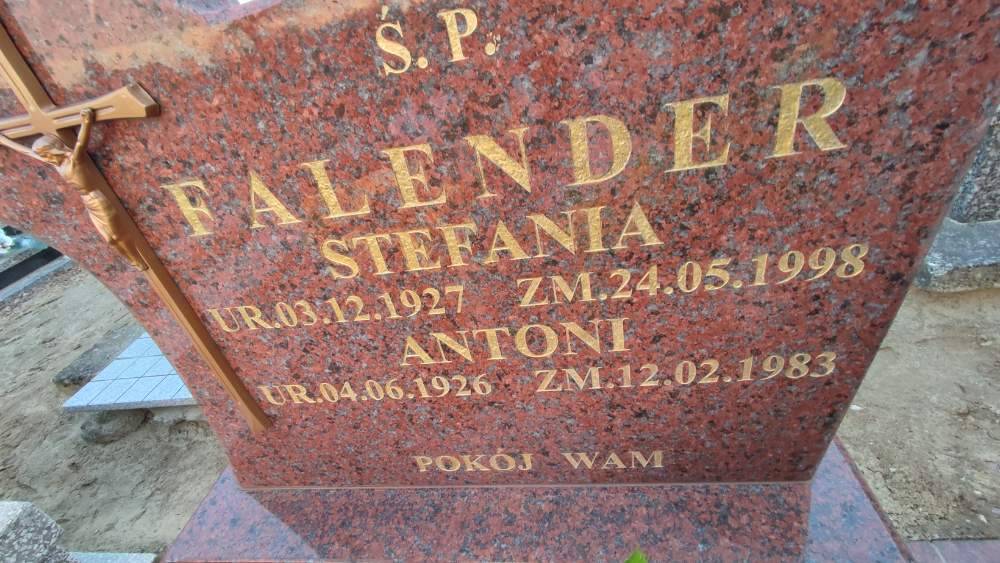 Ś.P.
FALENDER
STEFANIA
UR.03.12.1927 ZM.24.05.1998
ANTONI
UR.04.06.1926 ZM.12.02.1983
POKÓJ WAM